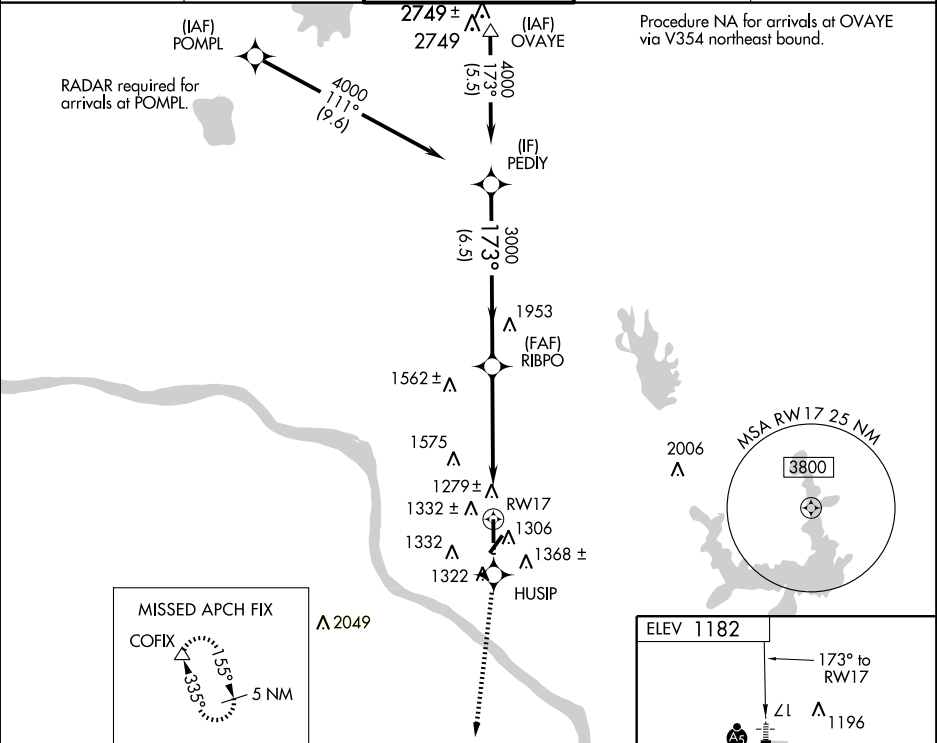 (IAF)
POMPL
2749 ±
2749
(IAF)
OVAYE
Procedure NA for arrivals at OVAYE
via V354 northeast bound.
RADAR required for
arrivals at POMPL.
4000
111°
(9.6)
4000
173°
(5.5)
(IF)
PEDIY
3000
173°
(6.5)
1953
(FAF)
RIBPO
1562 ±
1575
1279 ±
1332 ±
RW17
1306
1332
1368 ±
1322
HUSIP
2006
MSA RW17 25 NM
3800
MISSED APCH FIX
COFIX
155°
335°
5 NM
2049
ELEV 1182
173° to
RW17
17
1196
A5